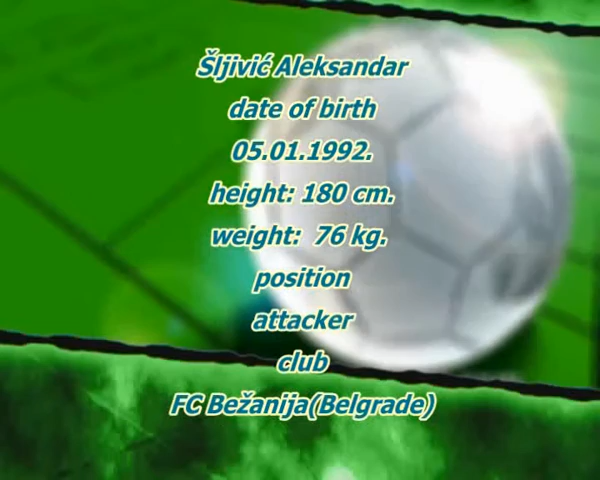 Šljivić Aleksandar
date of birth
05.01.1992.
height: 180 cm.
weight: 76 kg.
position
attacker
club
FC Bežanija(Belgrade)